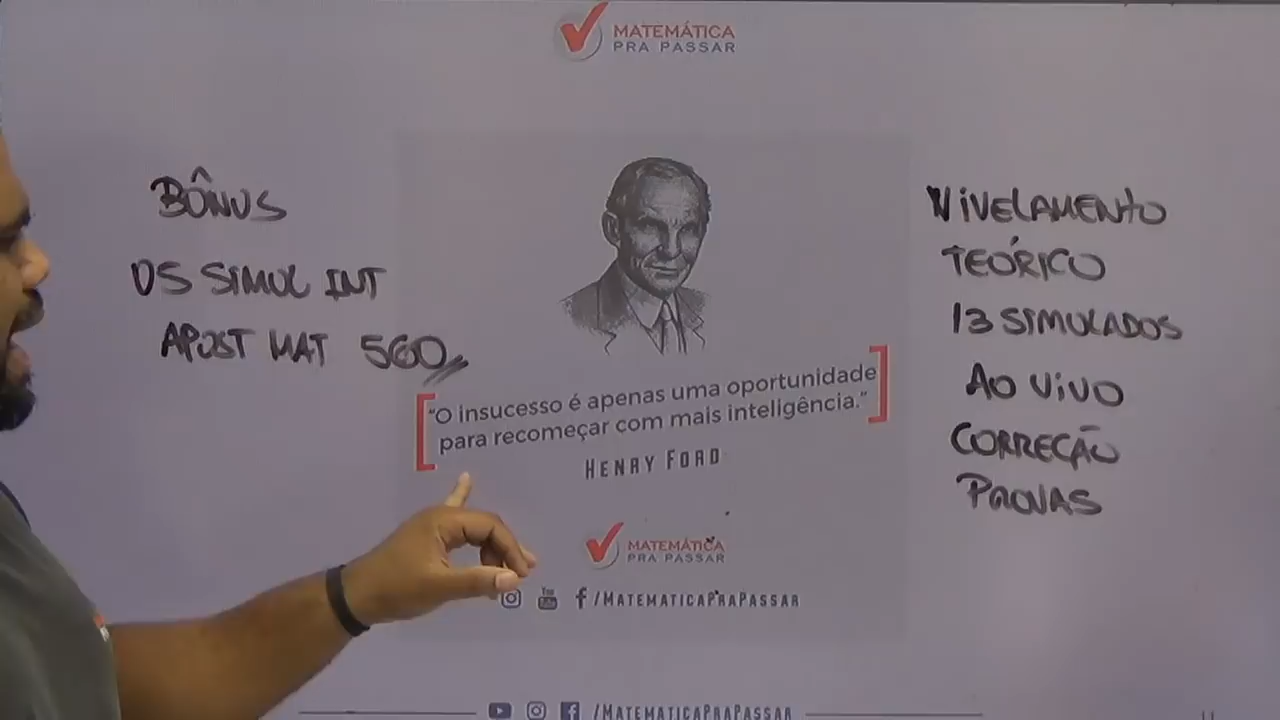 MATEMÁTICA
PRA PASSAR
BÔNUS
05 SIMUL INT
APOST MAT 560
"O insucesso é apenas uma oportunidade
para recomeçar com mais inteligência."
HENRY FORD
NIVELAMENTO
TEÓRICO
13 SIMULADOS
AO VIVO
CORREÇÃO
PROVAS
MATEMÁTICA
PRA PASSAR
/MATEMATICAPRAPASSAR
/MATEMATICAPRAPASSAR